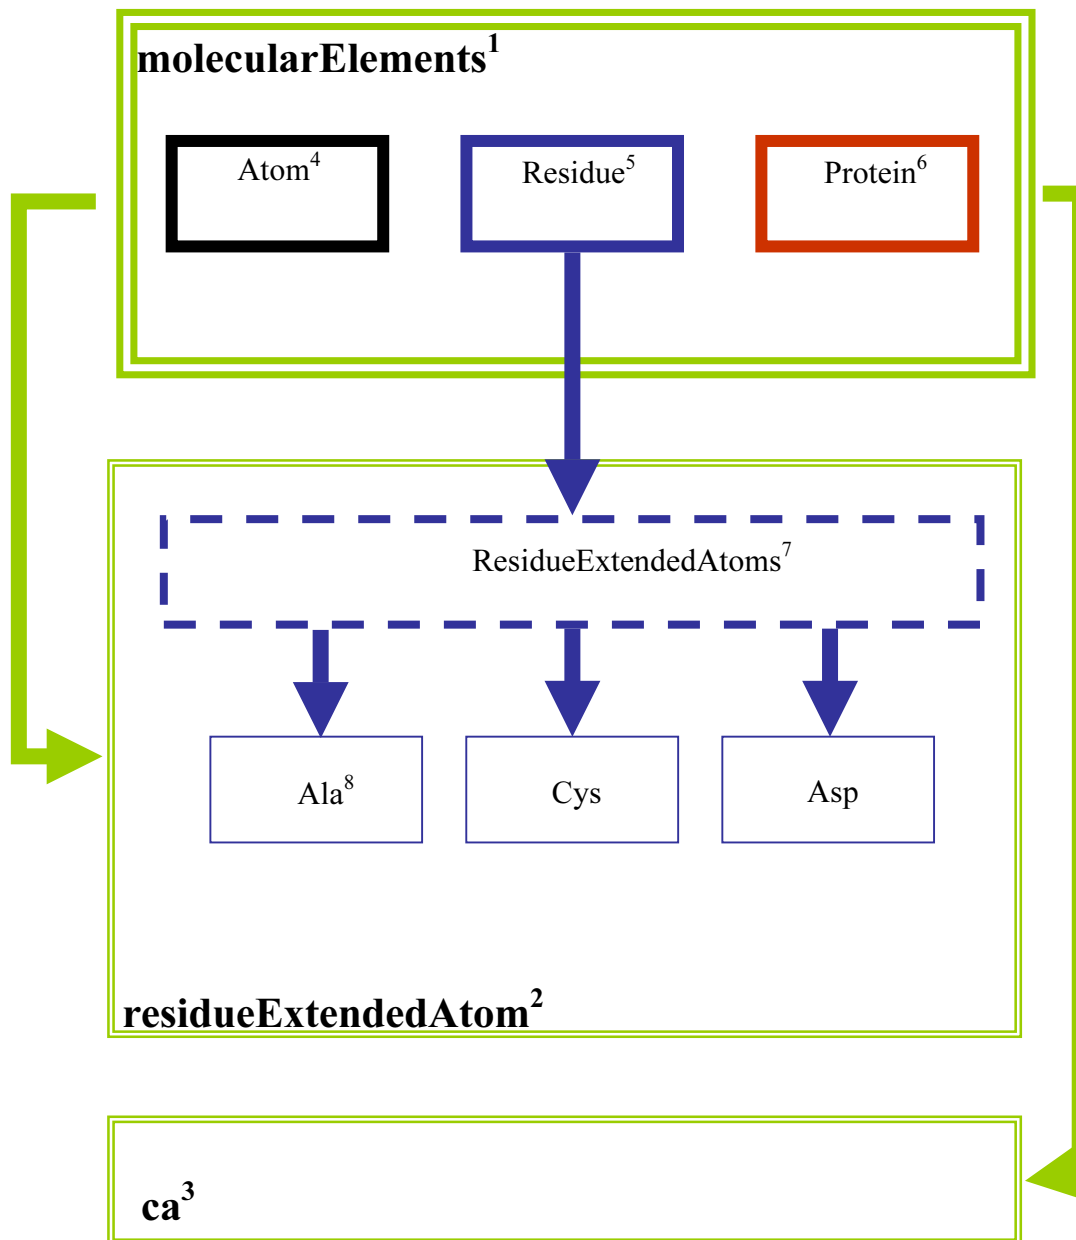 molecularElements¹
Atom⁴
Residue⁵
Protein⁶
ResidueExtendedAtoms⁷
Ala⁸
Cys
Asp
residueExtendedAtom²
ca³